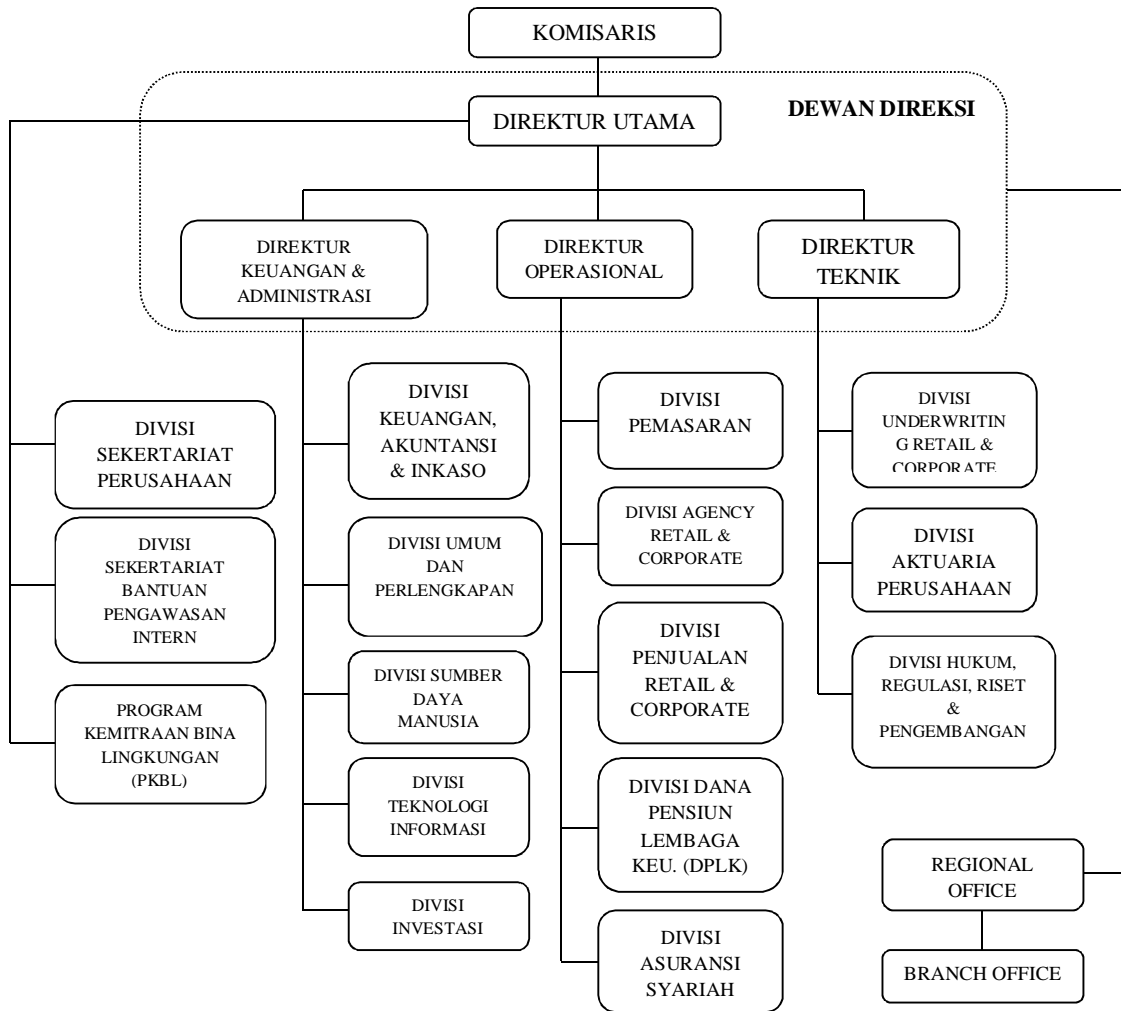 KOMISARIS
DIREKTUR UTAMA
DEWAN DIREKSI
DIREKTUR
KEUANGAN &
ADMINISTRASI
DIREKTUR
OPERASIONAL
DIREKTUR
TEKNIK
DIVISI
SEKERTARIAT
PERUSAHAAN
DIVISI
SEKERTARIAT
BANTUAN
PENGAWASAN
INTERN
PROGRAM
KEMITRAAN BINA
LINGKUNGAN
(PKBL)
DIVISI
KEUANGAN,
AKUNTANSI
& INKASO
DIVISI UMUM
DAN
PERLENGKAPAN
DIVISI SUMBER
DAYA
MANUSIA
DIVISI
TEKNOLOGI
INFORMASI
DIVISI
INVESTASI
DIVISI
PEMASARAN
DIVISI AGENCY
RETAIL &
CORPORATE
DIVISI
PENJUALAN
RETAIL &
CORPORATE
DIVISI DANA
PENSIUN
LEMBAGA
KEU. (DPLK)
DIVISI
ASURANSI
SYARIAH
DIVISI
UNDERWRITIN
G RETAIL &
CORPORATE
DIVISI
AKTUARIA
PERUSAHAAN
DIVISI HUKUM,
REGULASI, RISET
&
PENGEMBANGAN
REGIONAL
OFFICE
BRANCH OFFICE